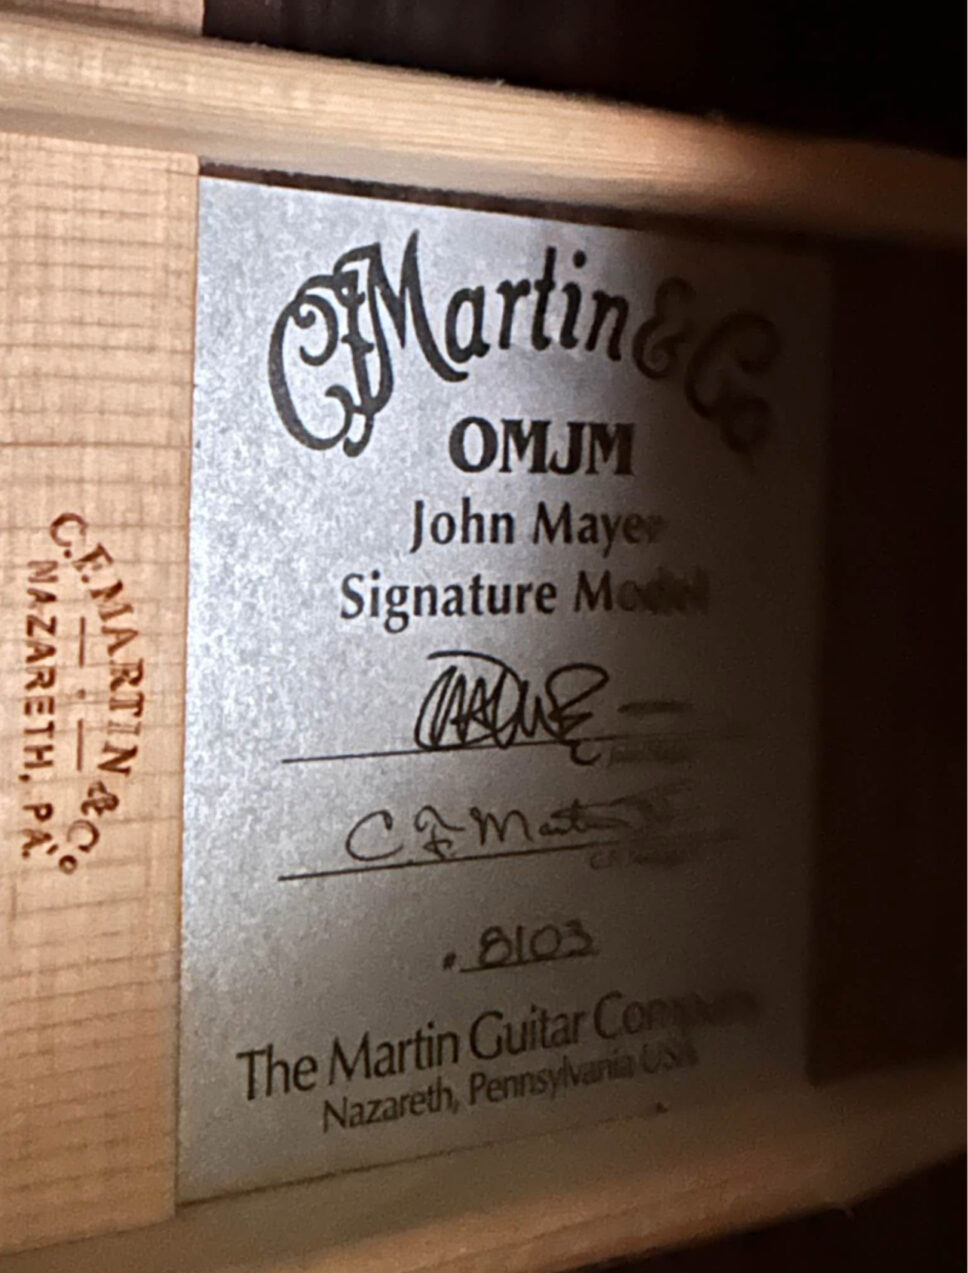 C.F. MARTIN & Co.
NAZARETH, PA.
CF Martin & Co
OMJM
John Mayer
Signature Model
C. F. Martin
8103
The Martin Guitar Company
Nazareth, Pennsylvania USA